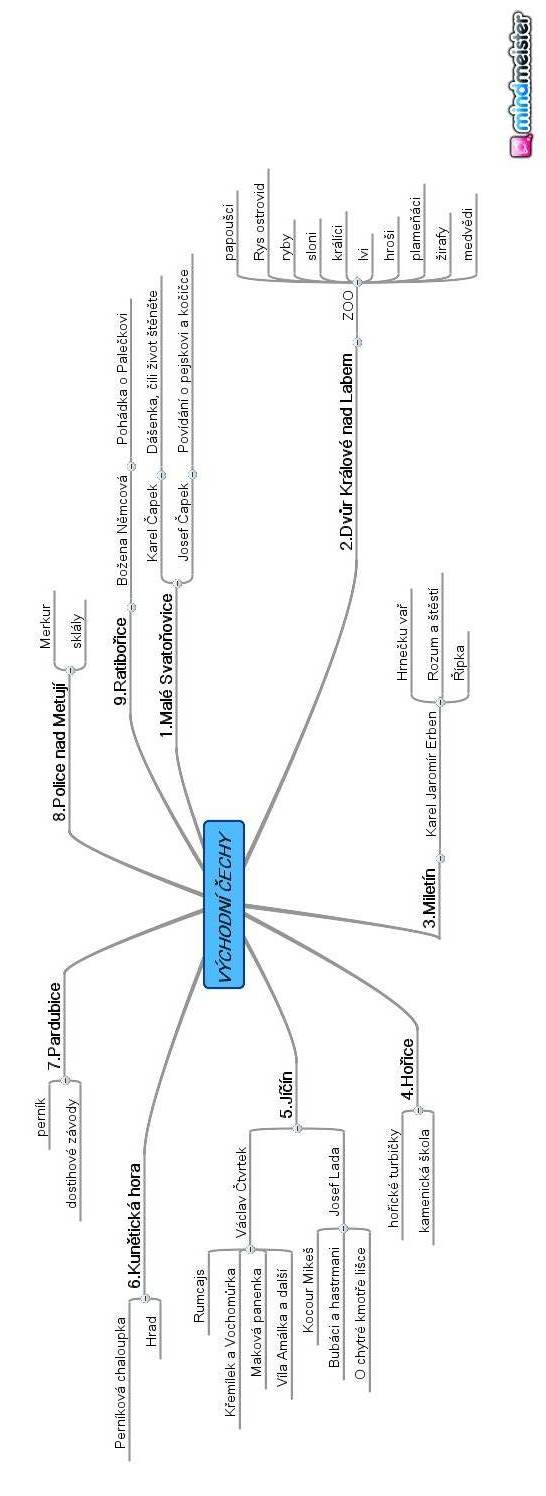 VÝCHODNÍ ČECHY
1.Malé Svatoňovice
Karel Čapek
Dášenka, čili život štěněte
Josef Čapek
Povídání o pejskovi a kočičce
2.Dvůr Králové nad Labem
ZOO
papoušci
Rys ostrovid
ryby
sloni
králíci
lvi
hroši
plameňáci
žirafy
medvědi
3.Miletín
Karel Jaromír Erben
Hrnečku vař
Rozum a štěstí
Řípka
4.Hořice
hořické turbičky
kamenická škola
5.Jíčín
Václav Čtvrtek
Rumcajs
Křemílek a Vochomůrka
Maková panenka
Víla Amálka a další
Josef Lada
Kocour Mikeš
Bubáci a hastrmani
O chytré kmotře lišce
6.Kunětická hora
Perníková chaloupka
Hrad
7.Pardubice
perník
dostihové závody
8.Police nad Metují
Merkur
sklály
9.Ratibořice
Božena Němcová
Pohádka o Palečkovi
mindmeister